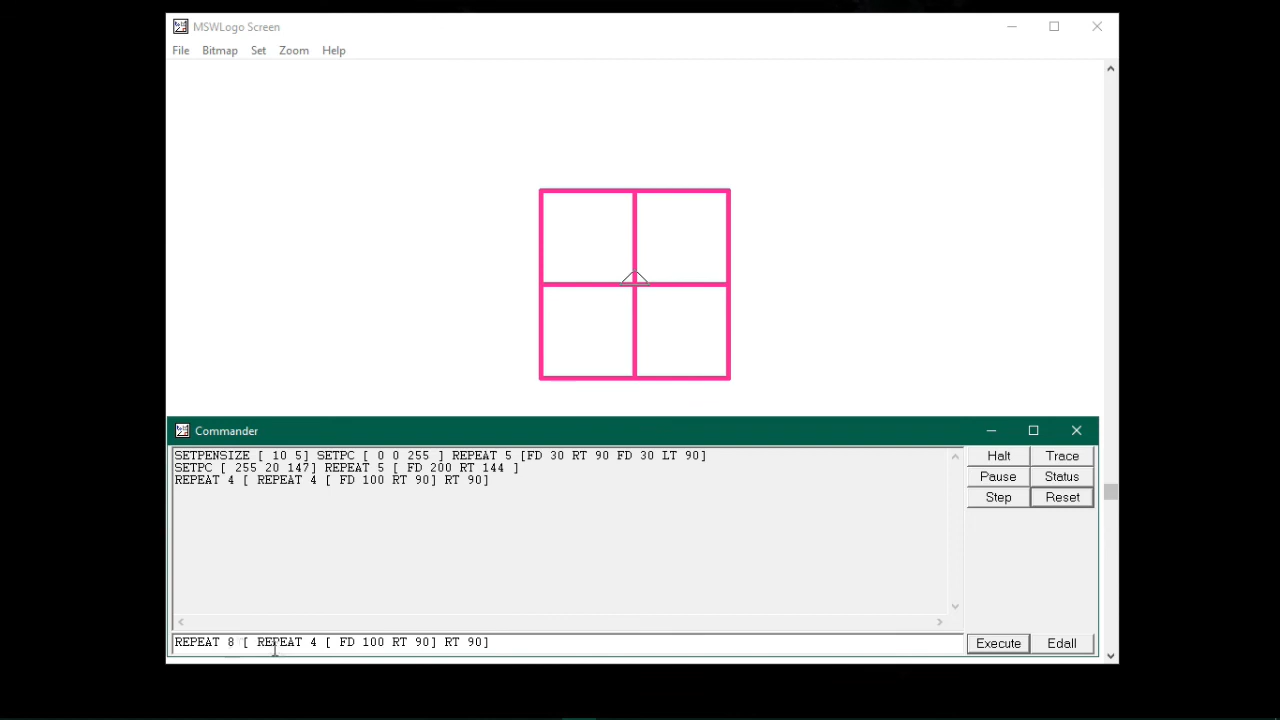 MSWLogo Screen
File Bitmap Set Zoom Help
Commander
SETPENSIZE [ 10 5] SETPC [ 0 0 255 ] REPEAT 5 [FD 30 RT 90 FD 30 LT 90]
SETPC [ 255 20 147] REPEAT 5 [ FD 200 RT 144 ]
REPEAT 4 [ REPEAT 4 [ FD 100 RT 90] RT 90]
Halt Trace
Pause Status
Step Reset
REPEAT 8 [ REPEAT 4 [ FD 100 RT 90] RT 90]
Execute Edall